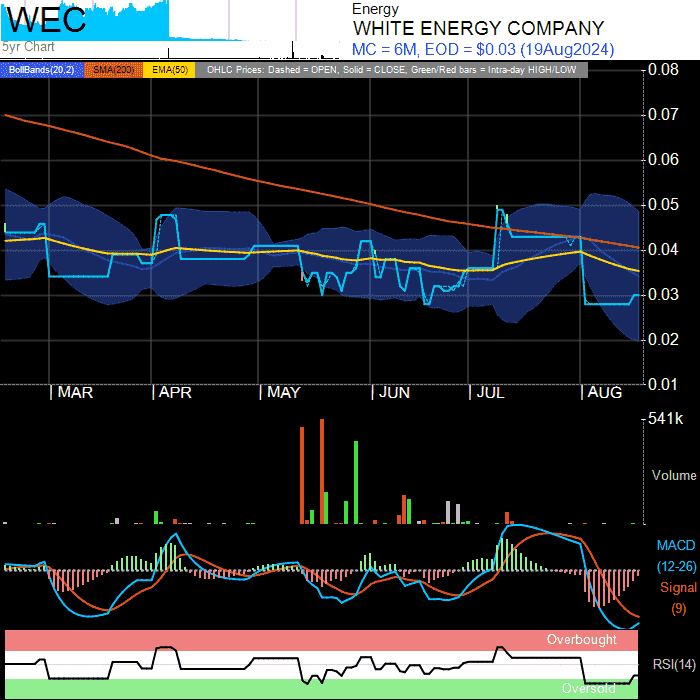 WEC
5yr Chart
Energy
WHITE ENERGY COMPANY
MC = 6M, EOD = $0.03 (19Aug2024)
BollBands(20,2) SMA(200) EMA(50) OHLC Prices: Dashed = OPEN, Solid = CLOSE, Green/Red bars = Intra-day HIGH/LOW
0.08
0.07
0.06
0.05
0.04
0.03
0.02
0.01
MAR APR MAY JUN JUL AUG
541k
Volume
MACD
(12-26)
Signal
(9)
Overbought
RSI(14)
Oversold